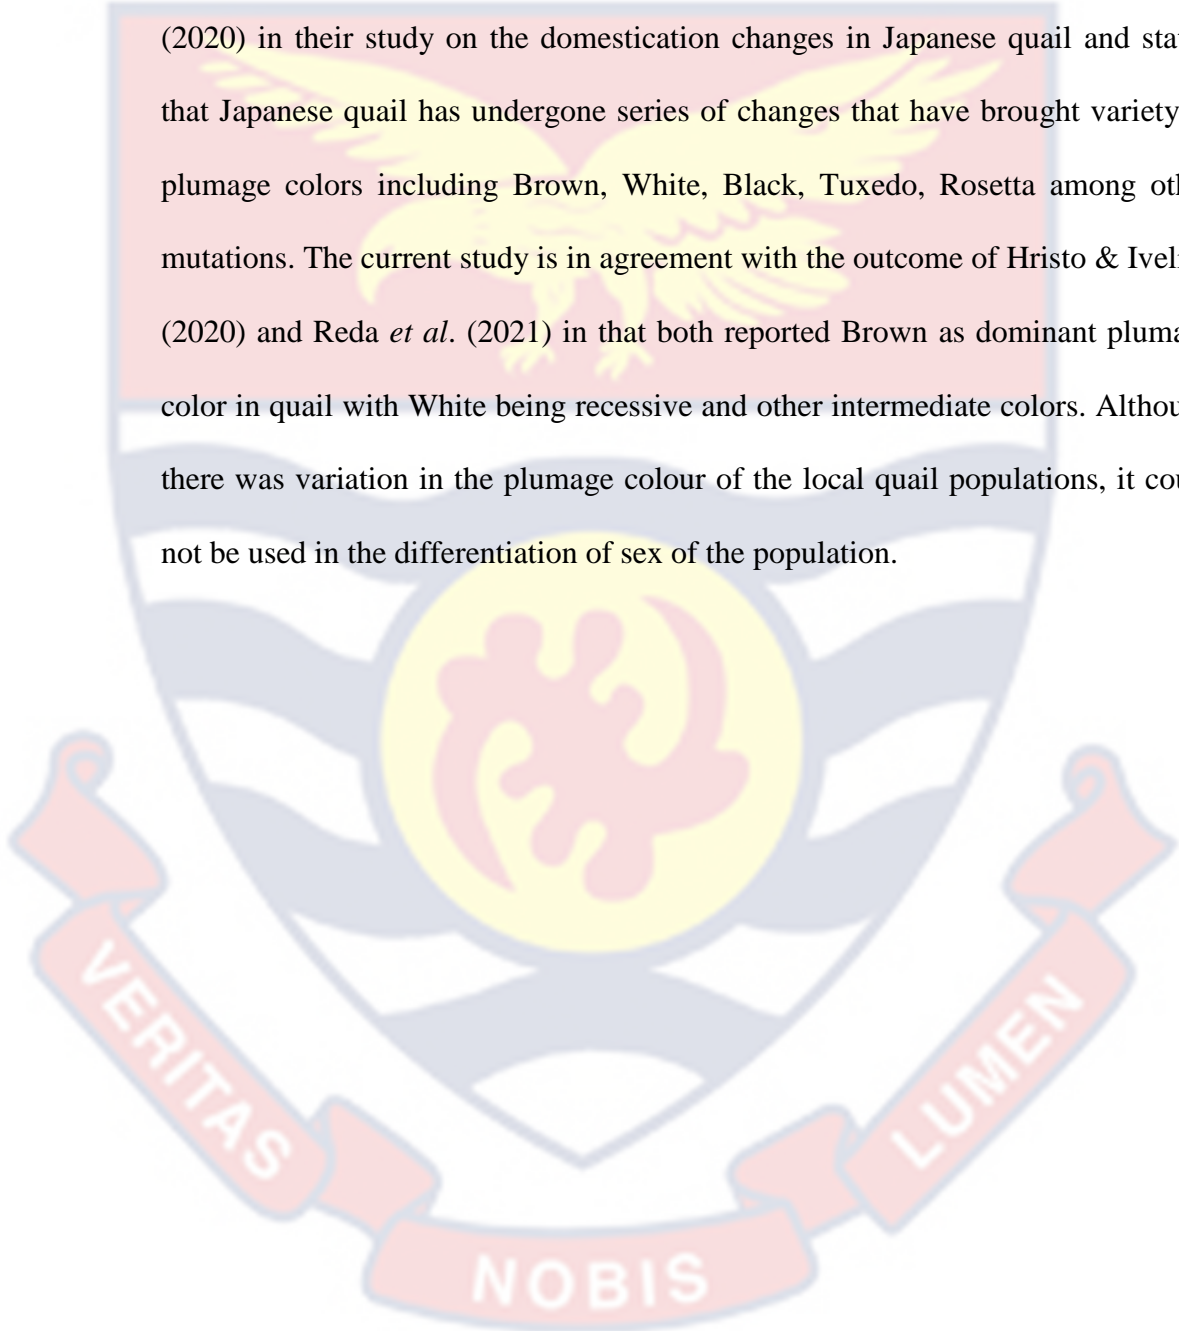 (2020) in their study on the domestication changes in Japanese quail and stat
that Japanese quail has undergone series of changes that have brought variety
plumage colors including Brown, White, Black, Tuxedo, Rosetta among oth
mutations. The current study is in agreement with the outcome of Hristo & Iveli
(2020) and Reda et al. (2021) in that both reported Brown as dominant pluma
color in quail with White being recessive and other intermediate colors. Althou
there was variation in the plumage colour of the local quail populations, it cou
not be used in the differentiation of sex of the population.
VERITAS
NOBIS
LUMEN